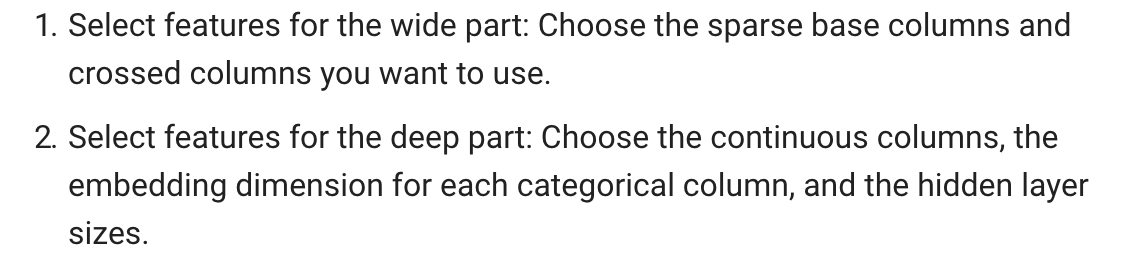 1. Select features for the wide part: Choose the sparse base columns and
crossed columns you want to use.
2. Select features for the deep part: Choose the continuous columns, the
embedding dimension for each categorical column, and the hidden layer
sizes.